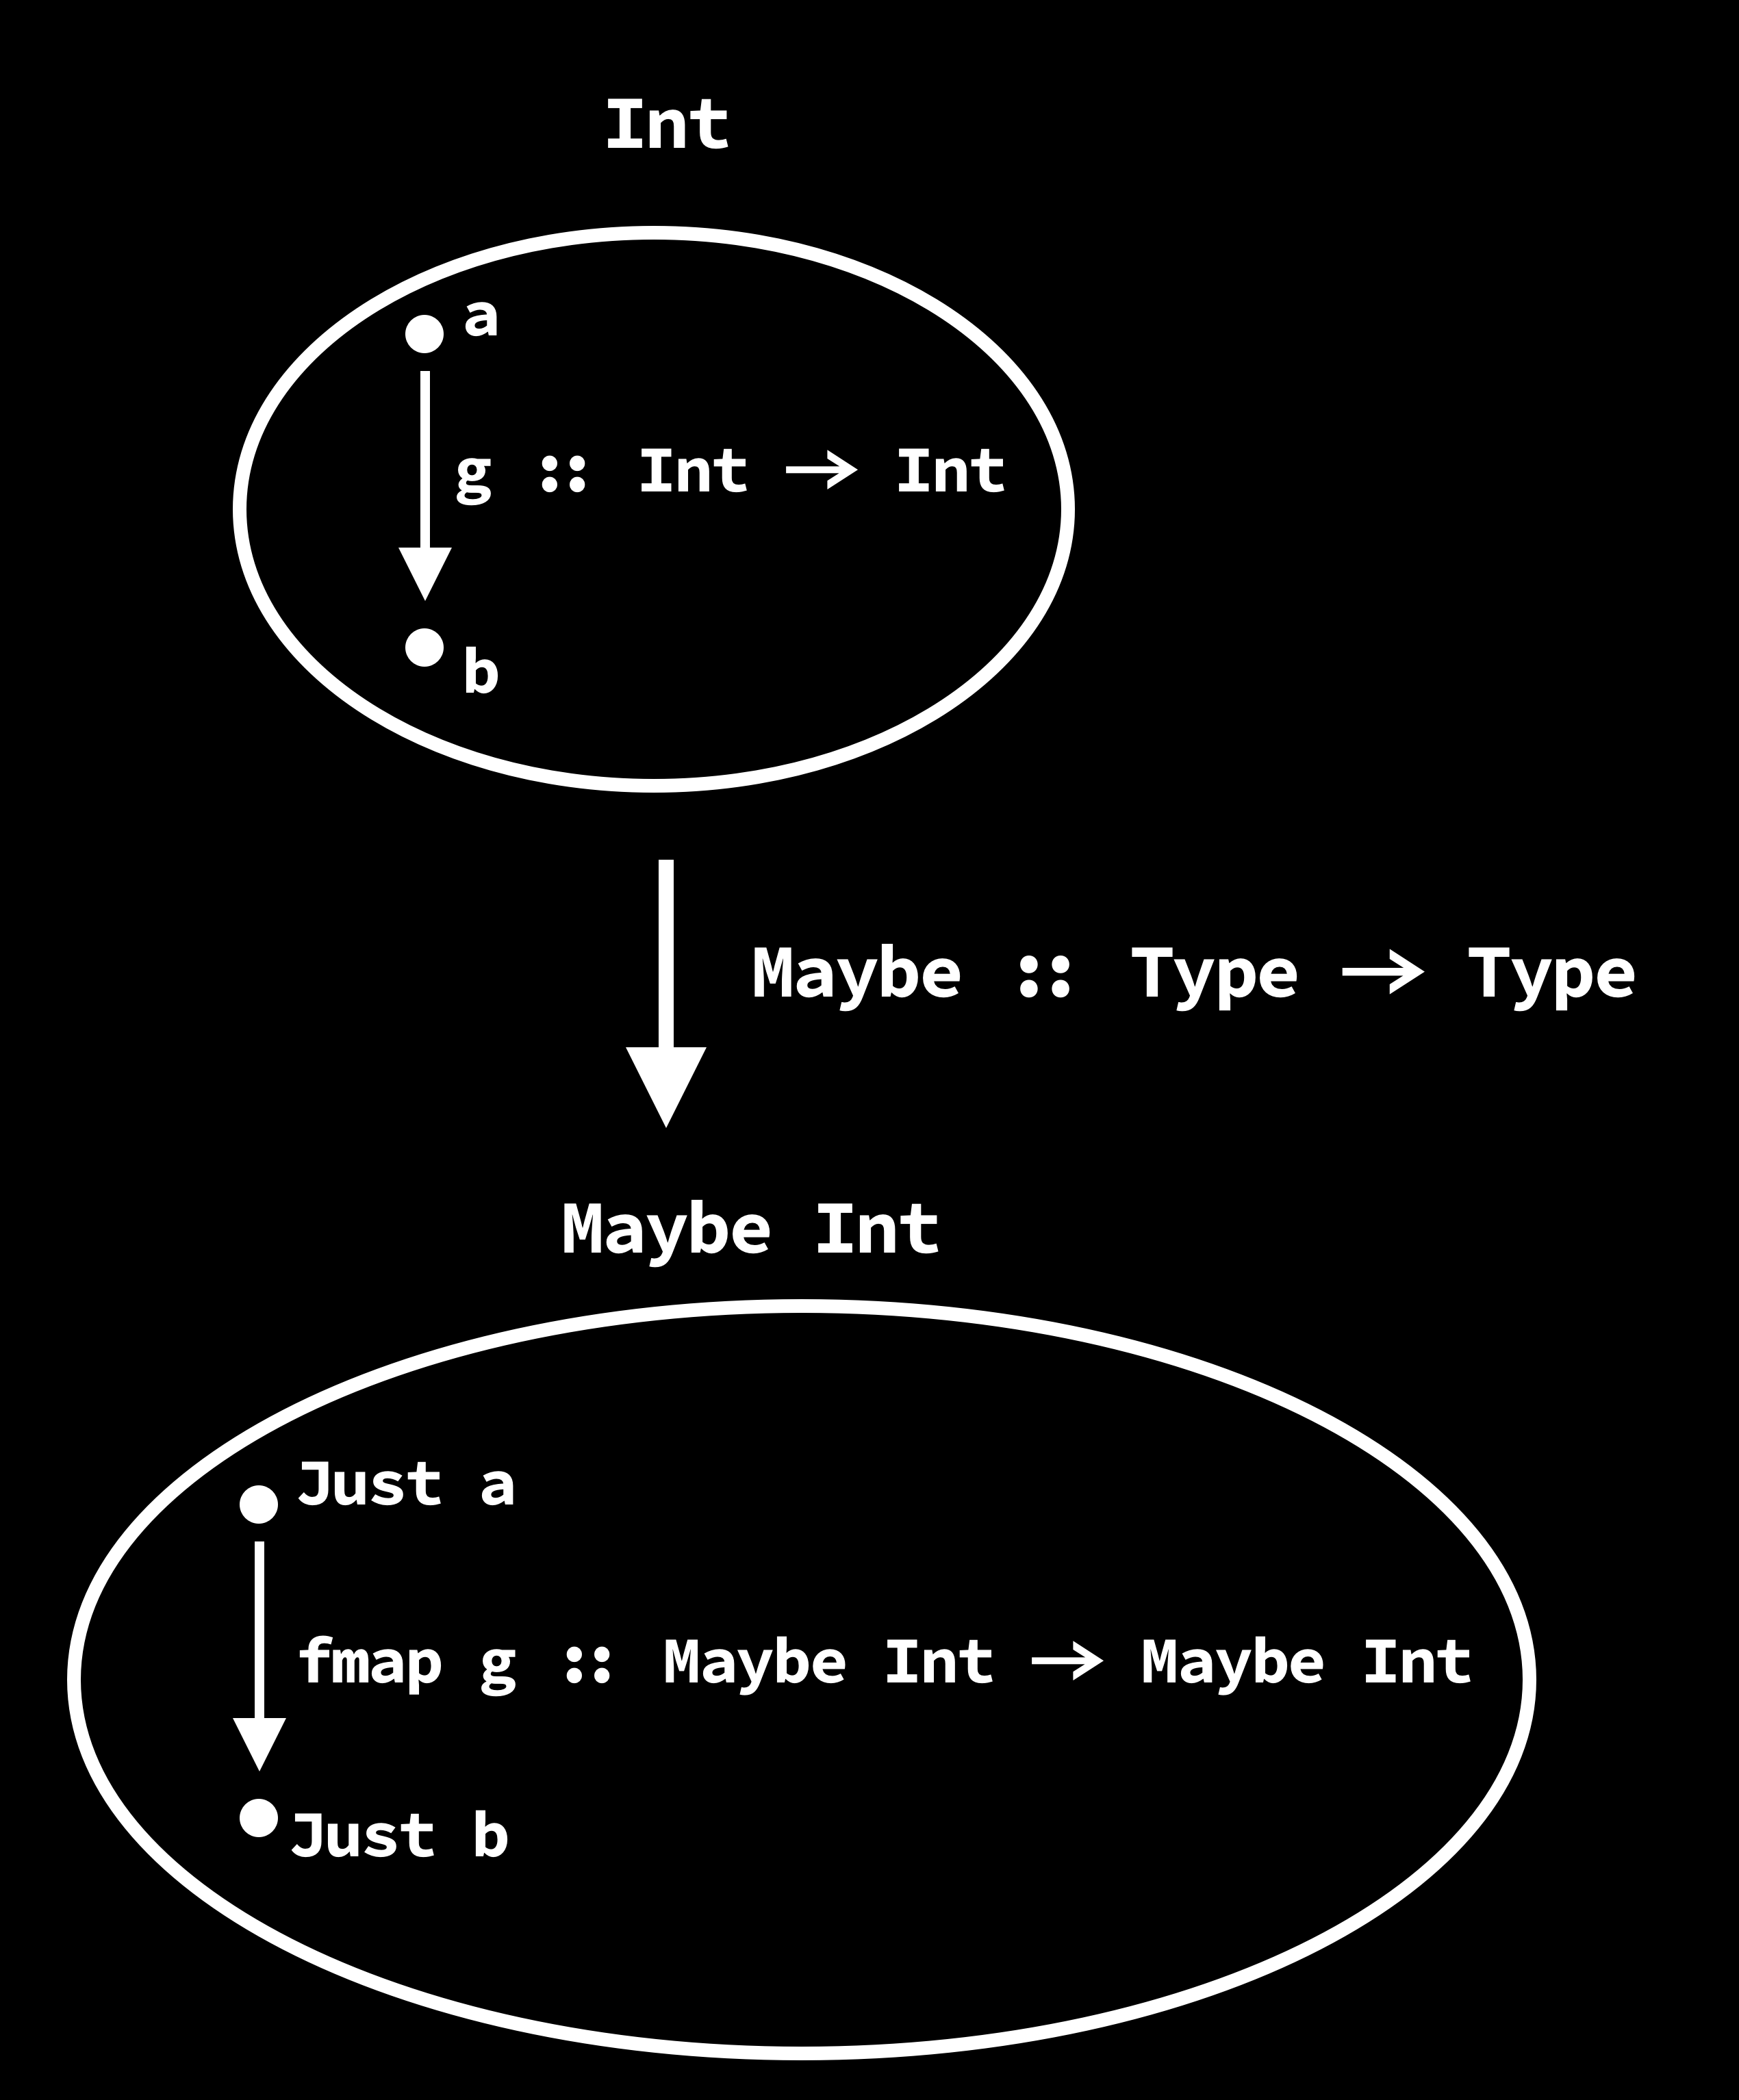 Int
a
g :: Int → Int
b
Maybe :: Type → Type
Maybe Int
Just a
fmap g :: Maybe Int → Maybe Int
Just b